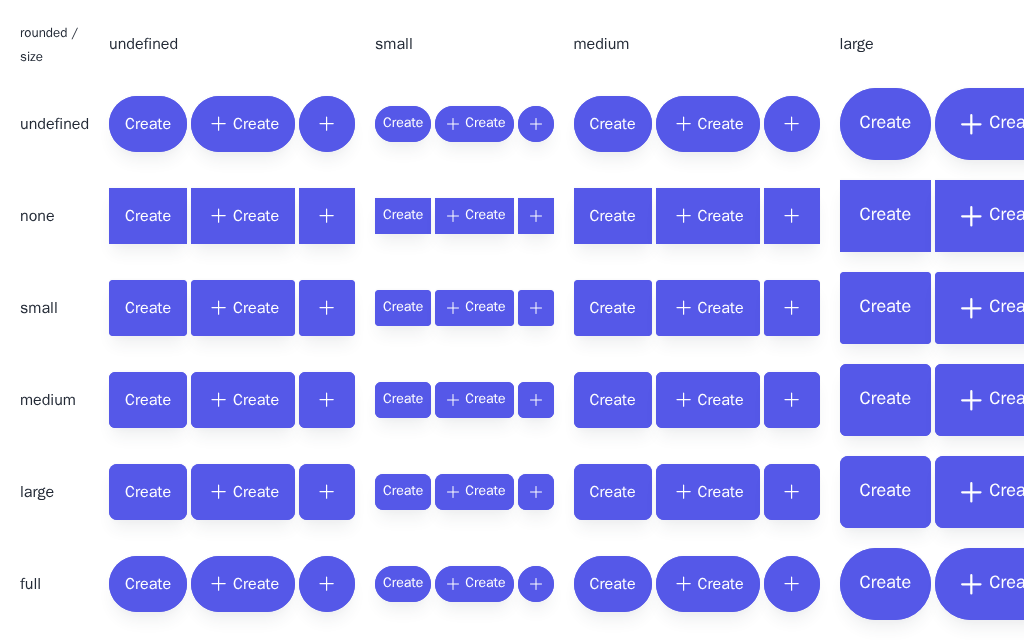 rounded / size undefined small medium large
undefined Create Create Create Create Create Create Create
none Create Create Create Create Create Create Create
small Create Create Create Create Create Create Create
medium Create Create Create Create Create Create Create
large Create Create Create Create Create Create Create
full Create Create Create Create Create Create Create